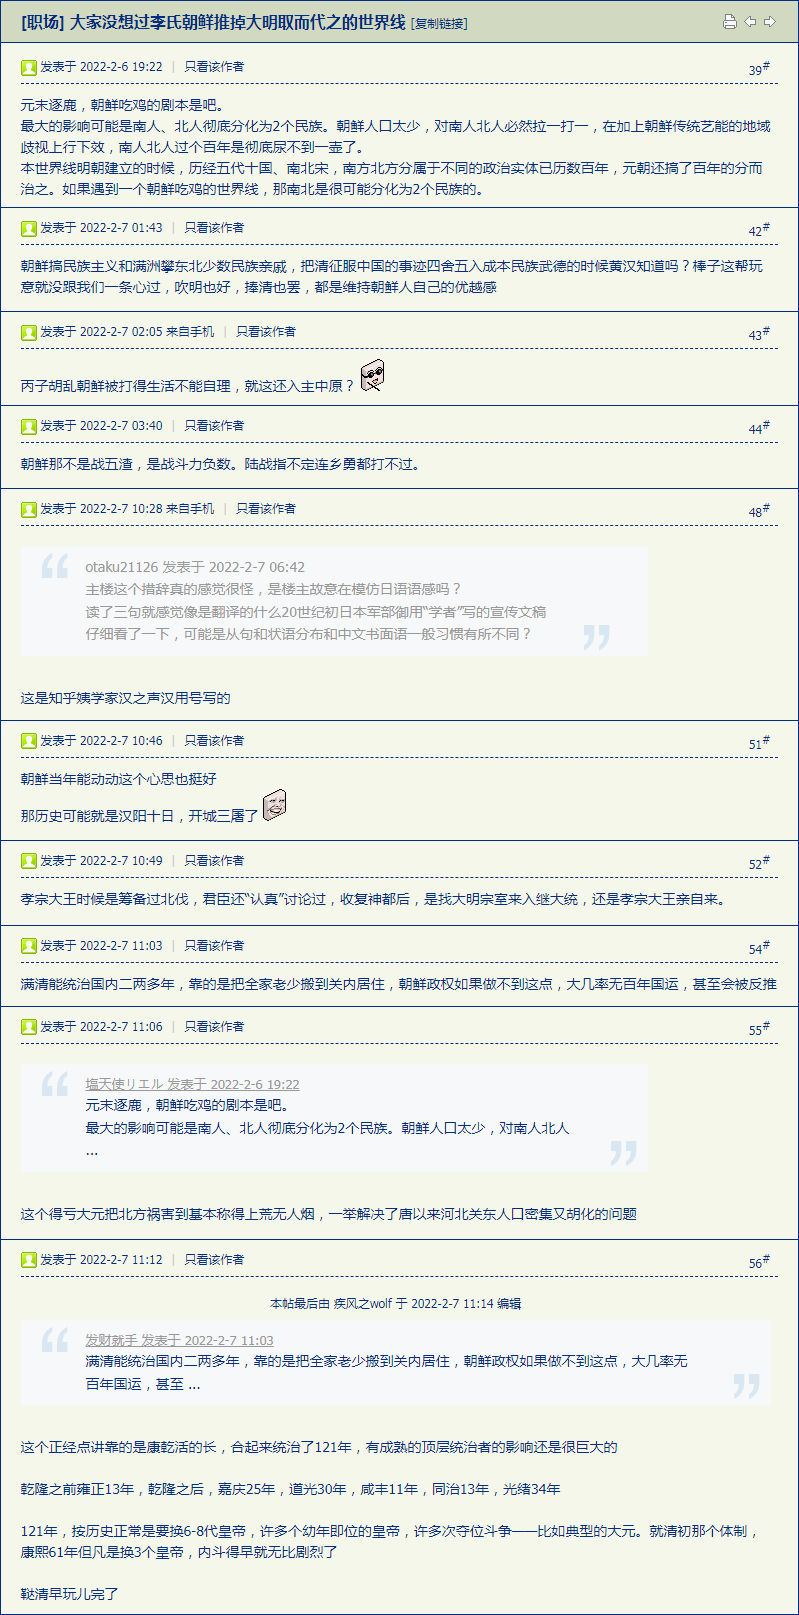 [职场] 大家没想过李氏朝鲜推掉大明取而代之的世界线 [复制链接]
发表于 2022-2-6 19:22 | 只看该作者 39#
元末逐鹿，朝鲜吃鸡的剧本是吧。
最大的影响可能是南人、北人彻底分化为2个民族。朝鲜人口太少，对南人北人必然拉一打一，在加上朝鲜传统艺能的地域
歧视上行下效，南人北人过个百年是彻底尿不到一壶了。
本世界线明朝建立的时候，历经五代十国、南北宋，南方北方分属于不同的政治实体已历数百年，元朝还搞了百年的分而
治之。如果遇到一个朝鲜吃鸡的世界线，那南北是很可能分化为2个民族的。
发表于 2022-2-7 01:43 | 只看该作者 42#
朝鲜搞民族主义和满洲攀东北少数民族亲戚，把清征服中国的事迹四舍五入成本民族武德的时候黄汉知道吗？棒子这帮玩
意就没跟我们一条心过，吹明也好，捧清也罢，都是维持朝鲜人自己的优越感
发表于 2022-2-7 02:05 来自手机 | 只看该作者 43#
丙子胡乱朝鲜被打得生活不能自理，就这还入主中原？
发表于 2022-2-7 03:40 | 只看该作者 44#
朝鲜那不是战五渣，是战斗力负数。陆战指不定连乡勇都打不过。
发表于 2022-2-7 10:28 来自手机 | 只看该作者 48#
otaku21126 发表于 2022-2-7 06:42
主楼这个措辞真的感觉很怪，是楼主故意在模仿日语语感吗？
读了三句就感觉像是翻译的什么20世纪初日本军部御用“学者”写的宣传文稿
仔细看了一下，可能是从句和状语分布和中文书面语一般习惯有所不同？
这是知乎姨学家汉之声汉用号写的
发表于 2022-2-7 10:46 | 只看该作者 51#
朝鲜当年能动动这个心思也挺好
那历史可能就是汉阳十日，开城三屠了
发表于 2022-2-7 10:49 | 只看该作者 52#
孝宗大王时候是筹备过北伐，君臣还“认真”讨论过，收复神都后，是找大明宗室来入继大统，还是孝宗大王亲自来。
发表于 2022-2-7 11:03 | 只看该作者 54#
满清能统治国内二两多年，靠的是把全家老少搬到关内居住，朝鲜政权如果做不到这点，大几率无百年国运，甚至会被反推
发表于 2022-2-7 11:06 | 只看该作者 55#
塩天使リエル 发表于 2022-2-6 19:22
元末逐鹿，朝鲜吃鸡的剧本是吧。
最大的影响可能是南人、北人彻底分化为2个民族。朝鲜人口太少，对南人北人
...
这个得亏大元把北方祸害到基本称得上荒无人烟，一举解决了唐以来河北关东人口密集又胡化的问题
发表于 2022-2-7 11:12 | 只看该作者 56#
本帖最后由 疾风之wolf 于 2022-2-7 11:14 编辑
发财就手 发表于 2022-2-7 11:03
满清能统治国内二两多年，靠的是把全家老少搬到关内居住，朝鲜政权如果做不到这点，大几率无
百年国运，甚至 ...
这个正经点讲靠的是康乾活的长，合起来统治了121年，有成熟的顶层统治者的影响还是很巨大的
乾隆之前雍正13年，乾隆之后，嘉庆25年，道光30年，咸丰11年，同治13年，光绪34年
121年，按历史正常是要换6-8代皇帝，许多个幼年即位的皇帝，许多次夺位斗争——比如典型的大元。就清初那个体制，
康熙61年但凡是换3个皇帝，内斗得早就无比剧烈了
鞑清早玩儿完了